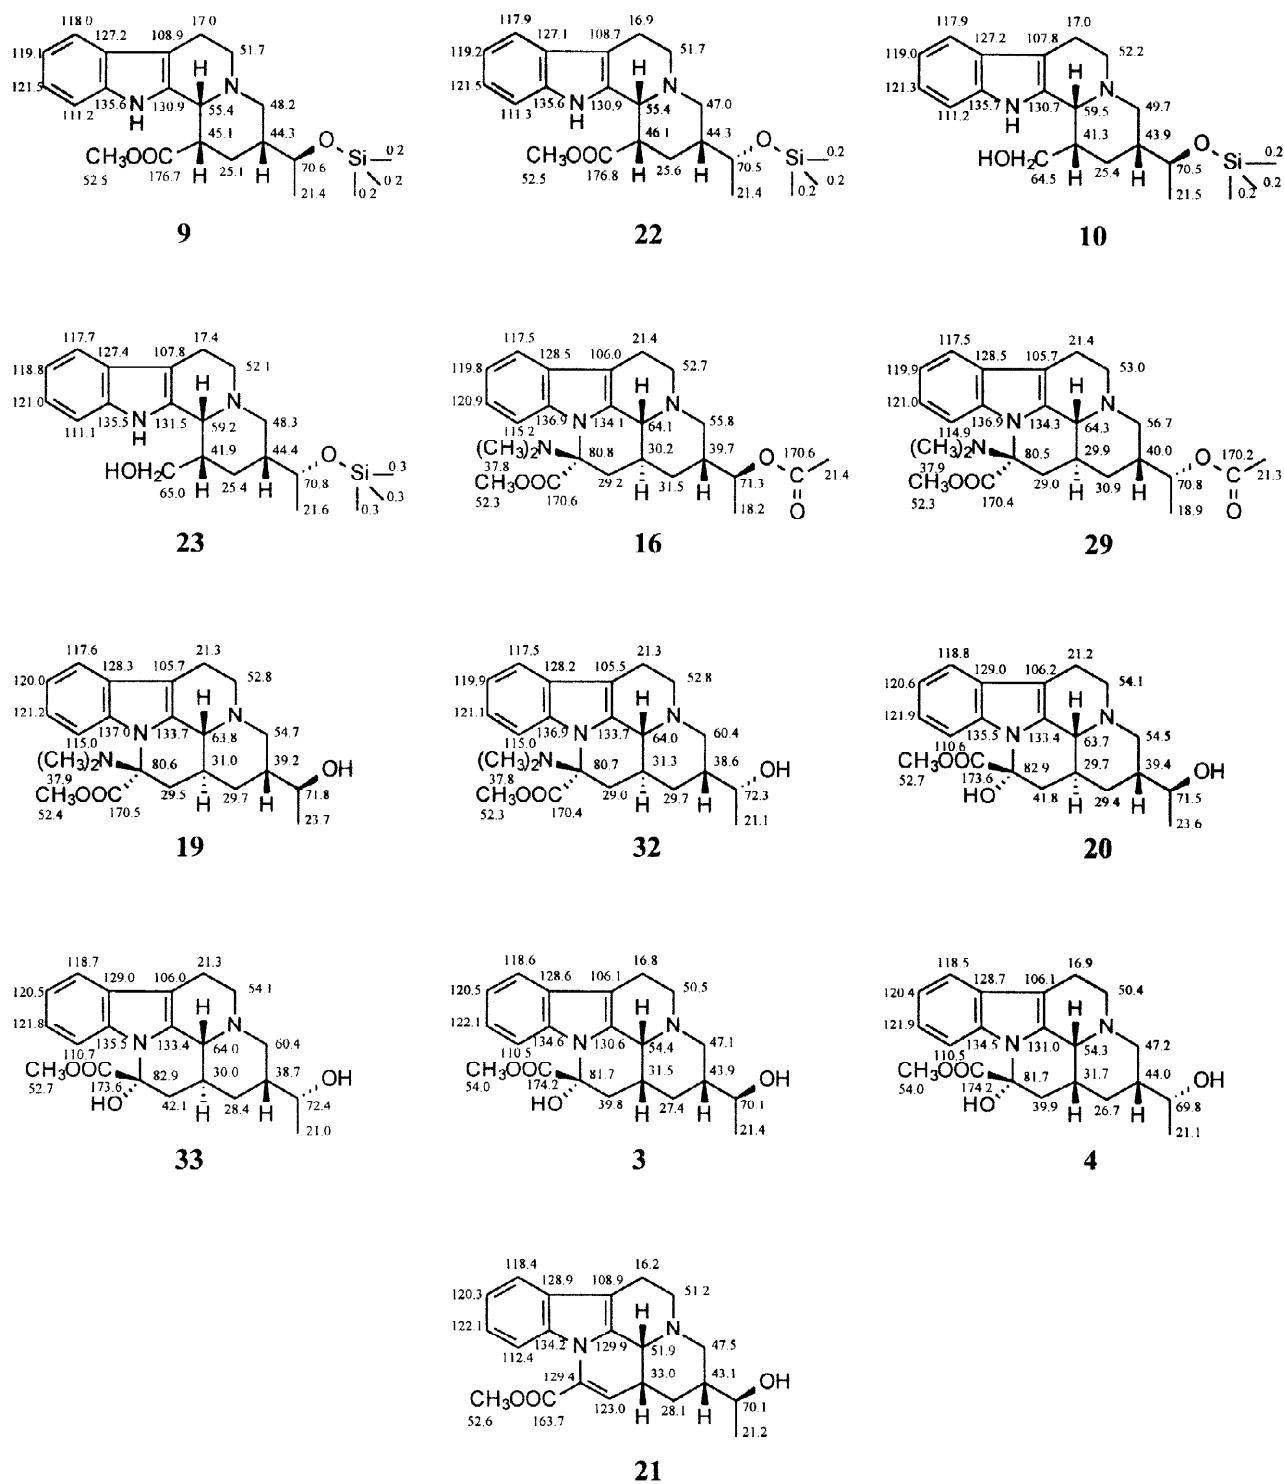 118.0 17.0
127.2 108.9 51.7
119.1 H
121.5 N 48.2
135.6 N 130.9 55.4
111.2 H 45.1 44.3 O
CH3OOC Si 0.2
52.5 176.7 H 25.1 H 70.6 0.2
21.4 0.2
9
117.9 16.9
127.1 108.7 51.7
119.2 H
121.5 N 47.0
135.6 N 130.9 55.4
111.3 H 46.1 44.3 O
CH3OOC Si 0.2
52.5 176.8 H 25.6 H 70.5 0.2
21.4 0.2
22
117.9 17.0
127.2 107.8 52.2
119.0 H
121.3 N 49.7
135.7 N 130.7 59.5
111.2 H 41.3 43.9 O
HOH2C Si 0.2
64.5 H 25.4 H 70.5 0.2
21.5 0.2
10
117.7 17.4
127.4 107.8 52.1
118.8 H
121.0 N 48.3
135.5 N 131.5 59.2
111.1 H 41.9 44.4 O
HOH2C Si 0.3
65.0 H 25.4 H 70.8 0.3
21.6 0.3
23
117.5 21.4
128.5 106.0 52.7
119.8 H
120.9 N N 55.8
136.9 134.1 64.1
115.2
(CH3)2N 80.8 30.2 39.7 O 170.6
37.8 21.4
CH3OOC 29.2 31.5 71.3
52.3 170.6 H H 18.2 O
16
117.5 21.4
128.5 105.7 53.0
119.9 H
121.0 N N 56.7
136.9 134.3 64.3
114.9
(CH3)2N 80.5 29.9 40.0 O 170.2
37.9 21.3
CH3OOC 29.0 30.9 70.8
52.3 170.4 H H 18.9 O
29
117.6 21.3
128.3 105.7 52.8
120.0 H
121.2 N N 54.7
137.0 133.7 63.8
115.0
(CH3)2N 80.6 31.0 39.2 OH
37.9
CH3OOC 29.5 29.7 71.8
52.4 170.5 H H 23.7
19
117.5 21.3
128.2 105.5 52.8
119.9 H
121.1 N N 60.4
136.9 133.7 64.0
115.0
(CH3)2N 80.7 31.3 38.6 OH
37.8
CH3OOC 29.0 29.7 72.3
52.3 170.4 H H 21.1
32
118.8 21.2
129.0 106.2 54.1
120.6 H
121.9 N N 54.5
135.5 133.4 63.7
110.6
CH3OOC 82.9 29.7 39.4 OH
52.7 173.6
HO 41.8 29.4 71.5
H H 23.6
20
118.7 21.3
129.0 106.0 54.1
120.5 H
121.8 N N 60.4
135.5 133.4 64.0
110.7
CH3OOC 82.9 30.0 38.7 OH
52.7 173.6
HO 42.1 28.4 72.4
H H 21.0
33
118.6 16.8
128.6 106.1 50.5
120.5 H
122.1 N N 47.1
134.6 130.6 54.4
110.5
CH3OOC 81.7 31.5 43.9 OH
54.0 174.2
HO 39.8 27.4 70.1
H H 21.4
3
118.5 16.9
128.7 106.1 50.4
120.4 H
121.9 N N 47.2
134.5 131.0 54.3
110.5
CH3OOC 81.7 31.7 44.0 OH
54.0 174.2
HO 39.9 26.7 69.8
H H 21.1
4
118.4 16.2
128.9 108.9 51.2
120.3 H
122.1 N N 47.5
134.2 129.9 51.9
112.4
129.4 33.0 43.1 OH
CH3OOC 123.0 28.1 70.1
52.6 163.7 H H 21.2
21